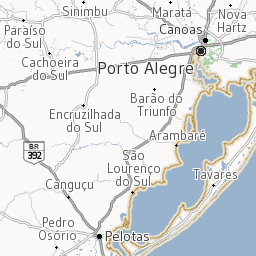 Sinimbu
Maratá
Nova
Hartz
Paraíso
do Sul
Canoas
Cachoeira
do Sul
Porto Alegre
Barão do
Triunfo
Encruzilhada
do Sul
Arambaré
BR
392
São
Lourenço
do Sul
Tavares
Canguçu
Pedro
Osório
Pelotas